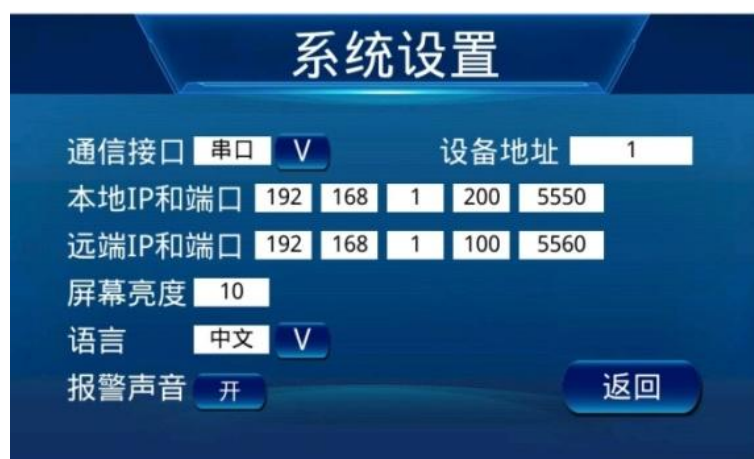 系统设置
通信接口 串口 V 设备地址 1
本地IP和端口 192 168 1 200 5550
远端IP和端口 192 168 1 100 5560
屏幕亮度 10
语言 中文 V
报警声音 开
返回